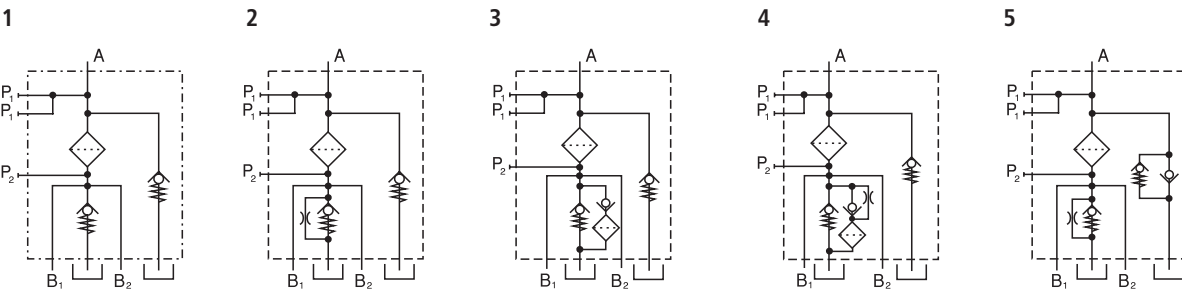 1 2 3 4 5
A A A A A
P₁ P₁ P₁ P₁ P₁
P₁ P₁ P₁ P₁ P₁
P₂ P₂ P₂ P₂ P₂
B₁ B₂ B₁ B₂ B₁ B₂ B₁ B₂ B₁ B₂